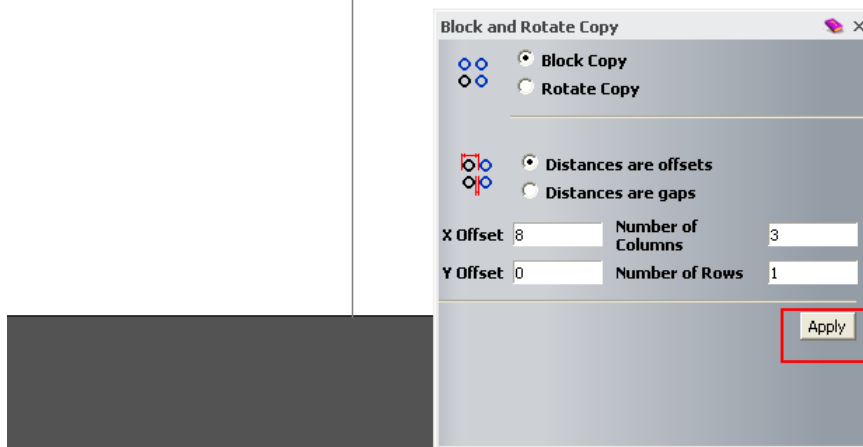 Block and Rotate Copy
Block Copy
Rotate Copy
Distances are offsets
Distances are gaps
X Offset 8 Number of Columns 3
Y Offset 0 Number of Rows 1
Apply